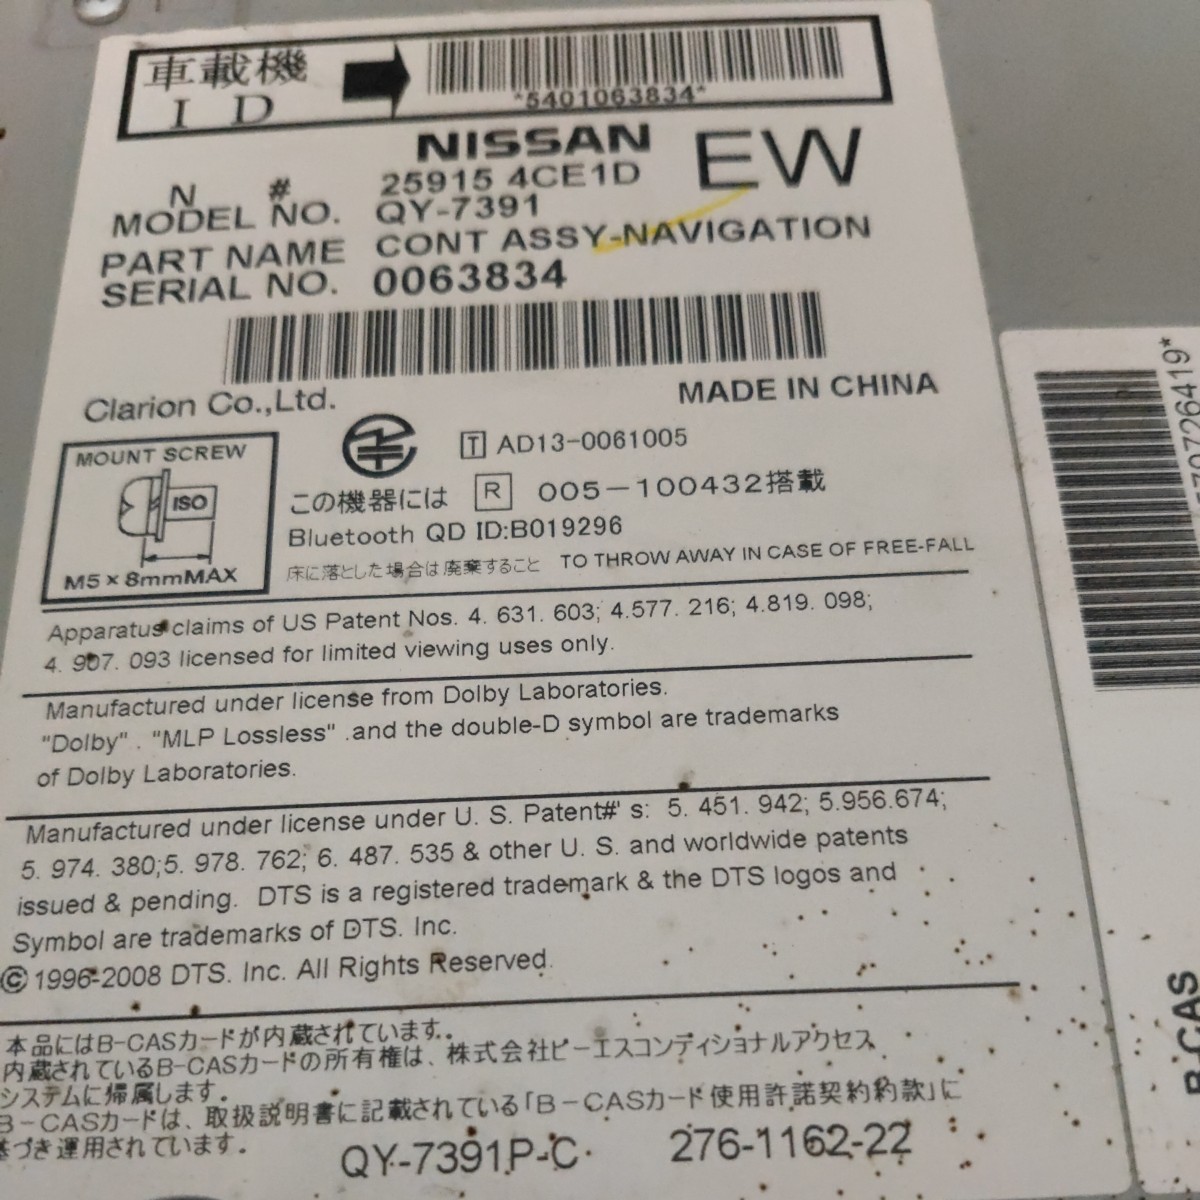 車載機
ID
*5401063834*
NISSAN
EW
N #
25915 4CE1D
MODEL NO. QY-7391
PART NAME CONT ASSY-NAVIGATION
SERIAL NO. 0063834
Clarion Co.,Ltd.
MADE IN CHINA
MOUNT SCREW
ISO
M5×8mmMAX
T AD13-0061005
この機器には R 005-100432搭載
Bluetooth QD ID:B019296
床に落とした場合は廃棄すること TO THROW AWAY IN CASE OF FREE-FALL
Apparatus claims of US Patent Nos. 4. 631. 603; 4.577. 216; 4.819. 098;
4. 907. 093 licensed for limited viewing uses only.
Manufactured under license from Dolby Laboratories.
"Dolby" . "MLP Lossless" .and the double-D symbol are trademarks
of Dolby Laboratories.
Manufactured under license under U. S. Patent#' s: 5. 451. 942; 5.956.674;
5. 974. 380;5. 978. 762; 6. 487. 535 & other U. S. and worldwide patents
issued & pending. DTS is a registered trademark & the DTS logos and
Symbol are trademarks of DTS. Inc.
©1996-2008 DTS. Inc. All Rights Reserved.
本品にはB-CASカードが内蔵されています。
内蔵されているB-CASカードの所有権は、株式会社ビーエスコンディショナルアクセス
システムに帰属します。
B-CASカードは、取扱説明書に記載されている「B-CASカード使用許諾契約約款」に
基づき運用されています。
QY-7391P-C
276-1162-22
B-CAS